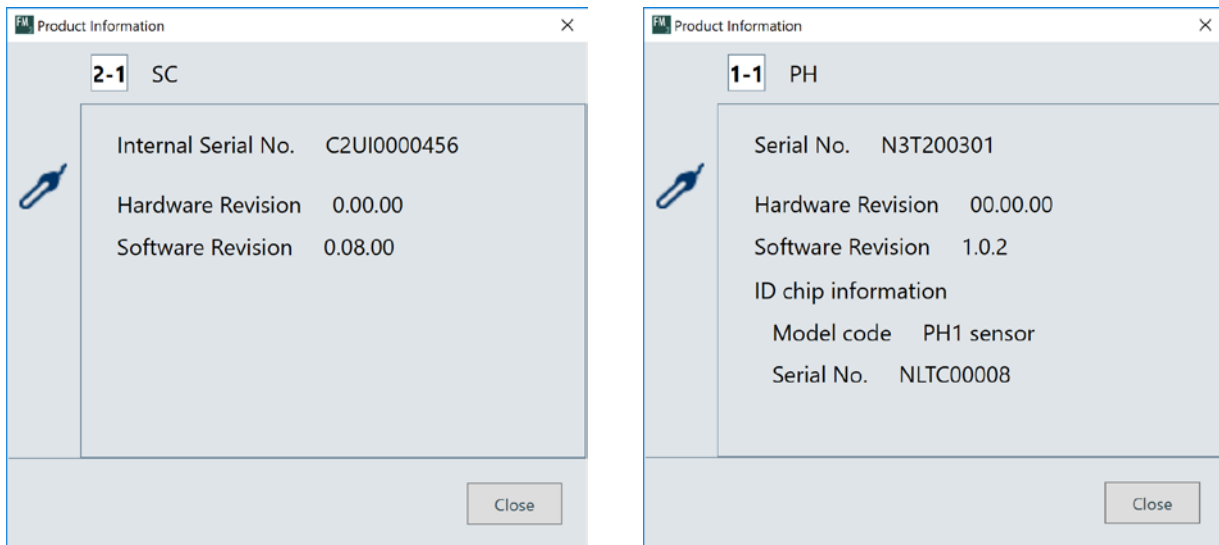 FM Product Information
2-1 SC
Internal Serial No. C2UI0000456
Hardware Revision 0.00.00
Software Revision 0.08.00
Close
FM Product Information
1-1 PH
Serial No. N3T200301
Hardware Revision 00.00.00
Software Revision 1.0.2
ID chip information
Model code PH1 sensor
Serial No. NLTC00008
Close